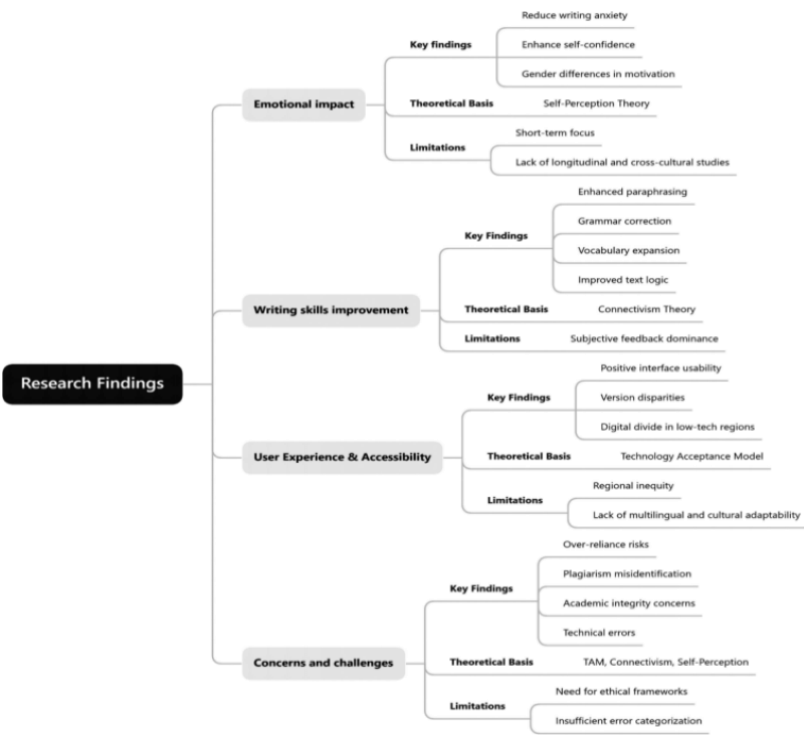 Research Findings
Emotional impact
Key findings
Reduce writing anxiety
Enhance self-confidence
Gender differences in motivation
Theoretical Basis
Self-Perception Theory
Limitations
Short-term focus
Lack of longitudinal and cross-cultural studies
Writing skills improvement
Key Findings
Enhanced paraphrasing
Grammar correction
Vocabulary expansion
Improved text logic
Theoretical Basis
Connectivism Theory
Limitations
Subjective feedback dominance
User Experience & Accessibility
Key Findings
Positive interface usability
Version disparities
Digital divide in low-tech regions
Theoretical Basis
Technology Acceptance Model
Limitations
Regional inequity
Lack of multilingual and cultural adaptability
Concerns and challenges
Key Findings
Over-reliance risks
Plagiarism misidentification
Academic integrity concerns
Technical errors
Theoretical Basis
TAM, Connectivism, Self-Perception
Limitations
Need for ethical frameworks
Insufficient error categorization